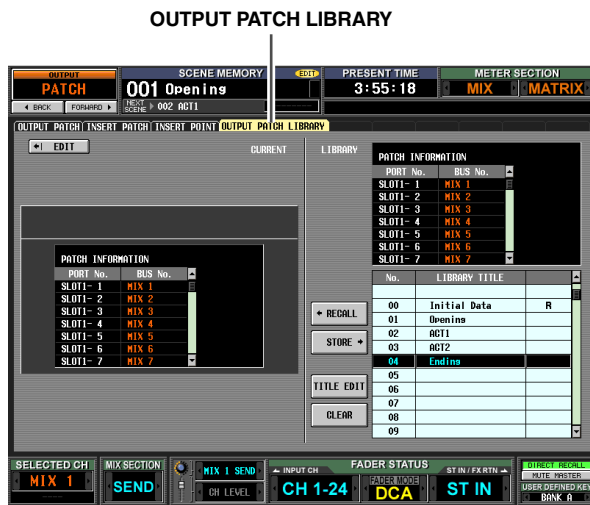 OUTPUT PATCH LIBRARY
OUTPUT
PATCH
BACK FORWARD
SCENE MEMORY EDIT
001 Opening
NEXT SCENE 002 ACT1
PRESENT TIME
3:55:18
METER SECTION
MIX MATRIX
OUTPUT PATCH INSERT PATCH INSERT POINT OUTPUT PATCH LIBRARY
EDIT
CURRENT
PATCH INFORMATION
PORT No. BUS No.
SLOT1- 1 MIX 1
SLOT1- 2 MIX 2
SLOT1- 3 MIX 3
SLOT1- 4 MIX 4
SLOT1- 5 MIX 5
SLOT1- 6 MIX 6
SLOT1- 7 MIX 7
LIBRARY
PATCH INFORMATION
PORT No. BUS No.
SLOT1- 1 MIX 1
SLOT1- 2 MIX 2
SLOT1- 3 MIX 3
SLOT1- 4 MIX 4
SLOT1- 5 MIX 5
SLOT1- 6 MIX 6
SLOT1- 7 MIX 7
RECALL
STORE
TITLE EDIT
CLEAR
No. LIBRARY TITLE
00 Initial Data R
01 Opening
02 ACT1
03 ACT2
04 Ending
05
06
07
08
09
SELECTED CH
MIX 1
MIX SECTION
SEND
MIX 1 SEND
CH LEVEL
FADER STATUS
INPUT CH
CH 1-24
FADER MODE
DCA
ST IN / FX RTN
ST IN
DIRECT RECALL
MUTE MASTER
USER DEFINED KEY
BANK A